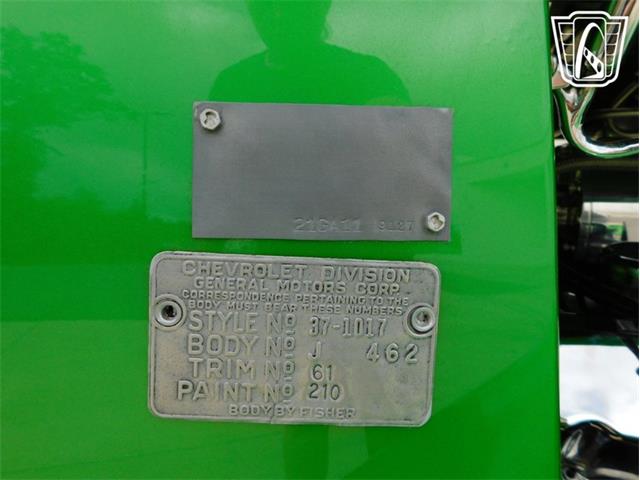 21GA11 9127
CHEVROLET DIVISION
GENERAL MOTORS CORP.
CORRESPONDENCE PERTAINING TO THE
BODY MUST BEAR THESE NUMBERS
STYLE NO 37-1017
BODY NO J 462
TRIM NO 61
PAINT NO 210
BODY BY FISHER